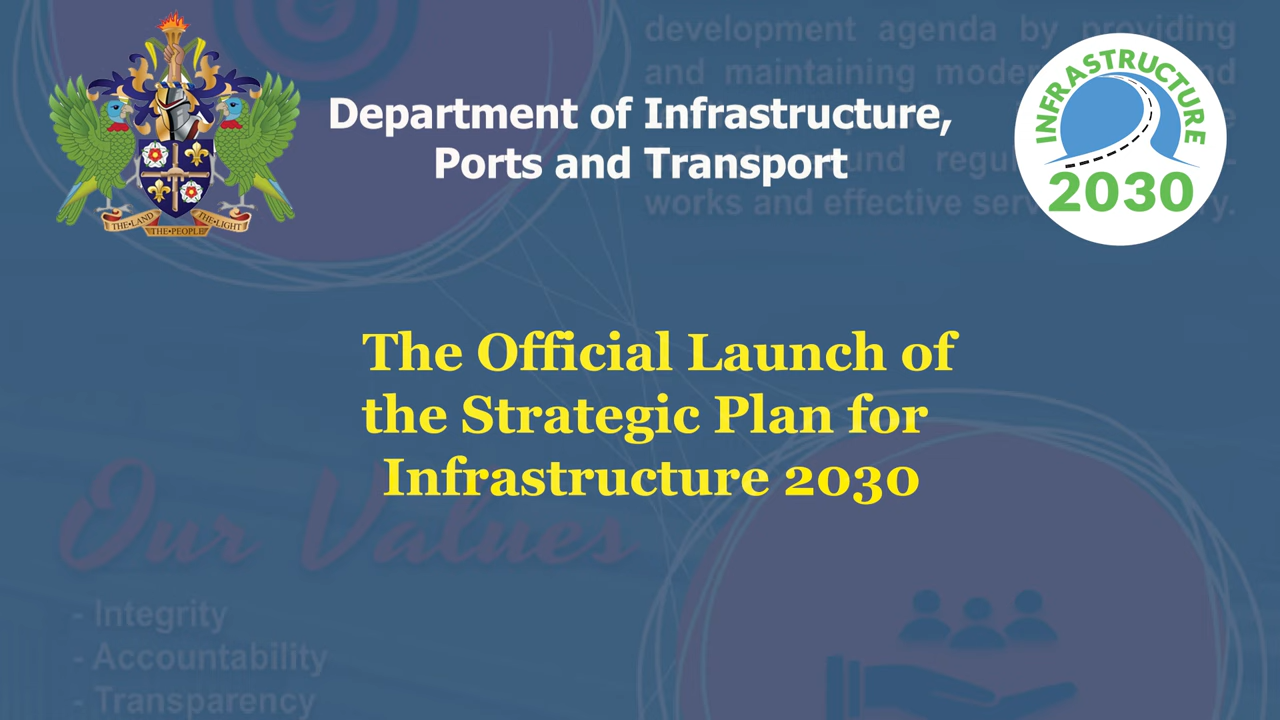 development agenda by providing
and maintaining
and regu
works and effective
Department of Infrastructure,
Ports and Transport
THE•LAND
THE•PEOPLE
THE•LIGHT
INFRASTRUCTURE
2030
The Official Launch of
the Strategic Plan for
Infrastructure 2030
Our Values
- Integrity
- Accountability
- Transparency